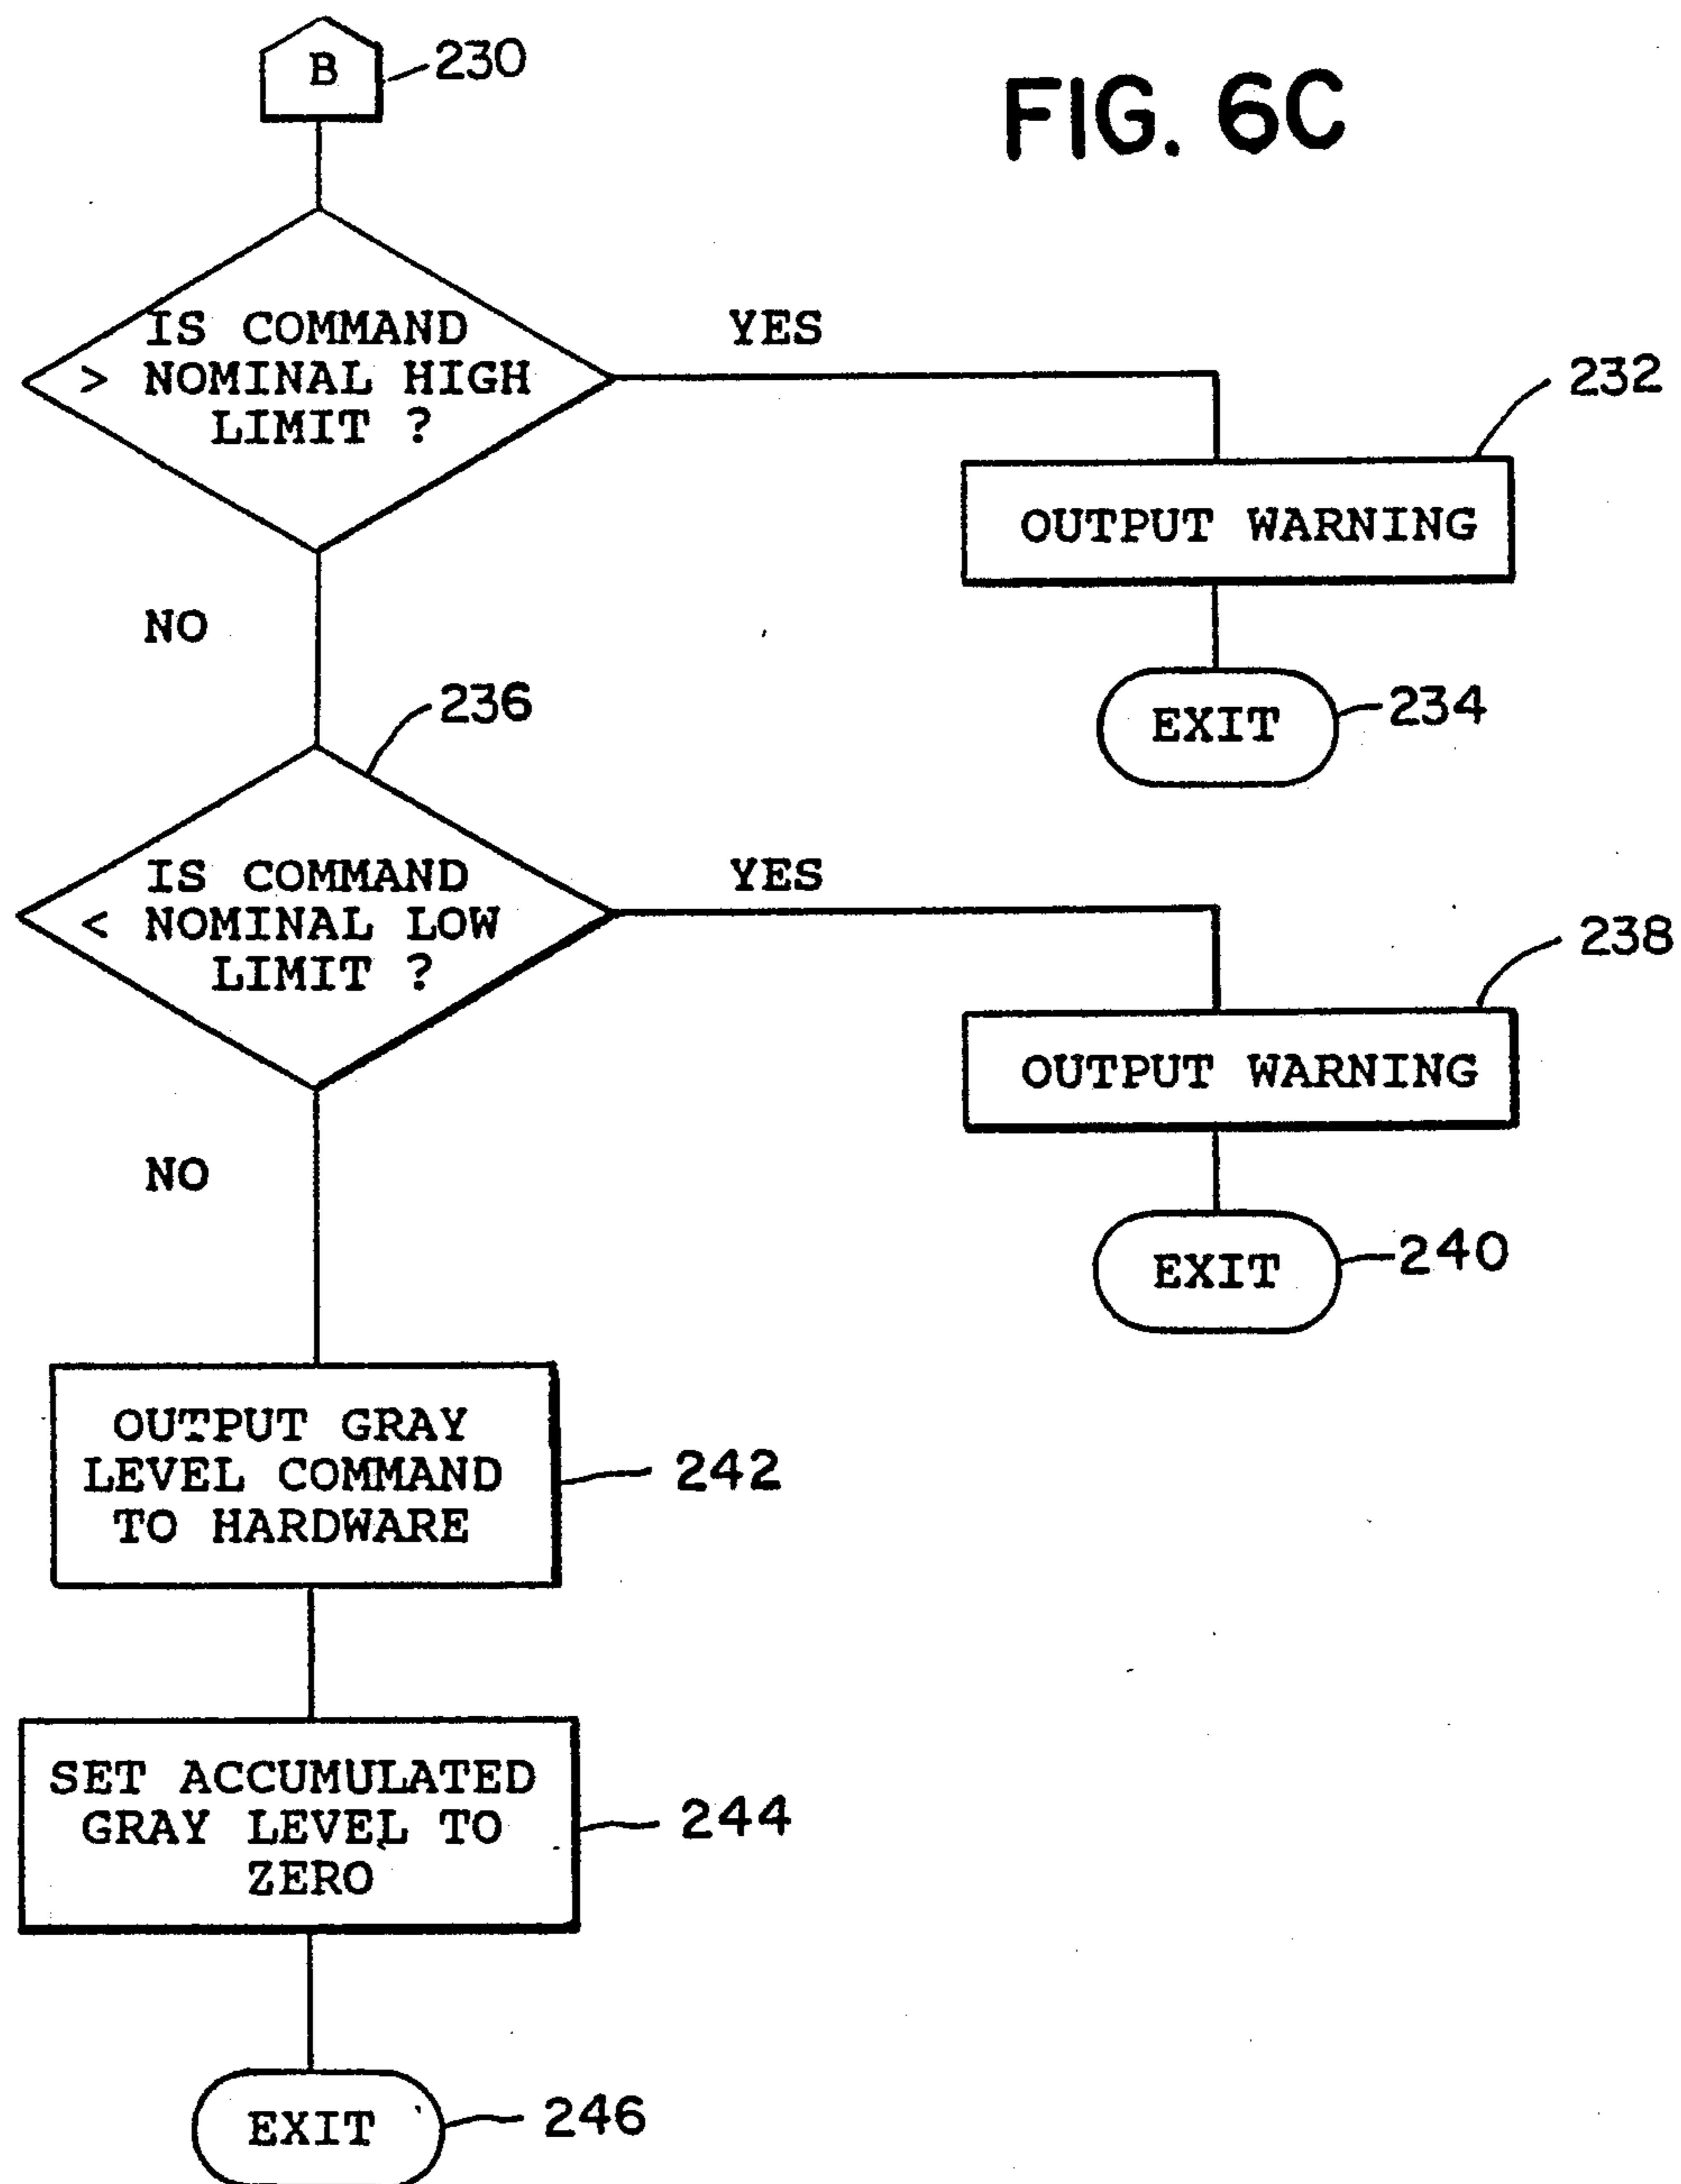 B
230
FIG. 6C
IS COMMAND
> NOMINAL HIGH
LIMIT ?
YES
232
OUTPUT WARNING
NO
234
EXIT
236
IS COMMAND
< NOMINAL LOW
LIMIT ?
YES
238
OUTPUT WARNING
NO
240
EXIT
OUTPUT GRAY
LEVEL COMMAND
TO HARDWARE
242
SET ACCUMULATED
GRAY LEVEL TO
ZERO
244
EXIT
246